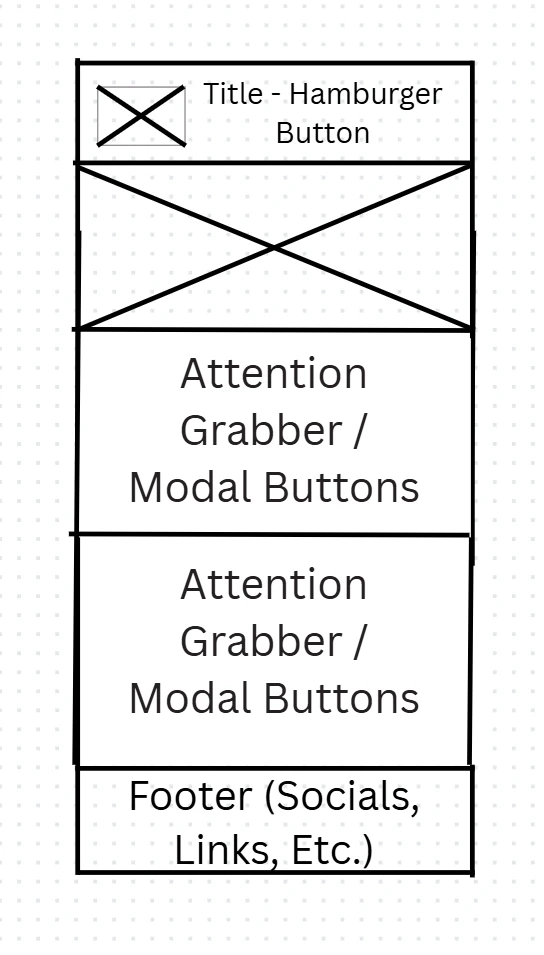 Title - Hamburger
Button
Attention
Grabber /
Modal Buttons
Attention
Grabber /
Modal Buttons
Footer (Socials,
Links, Etc.)